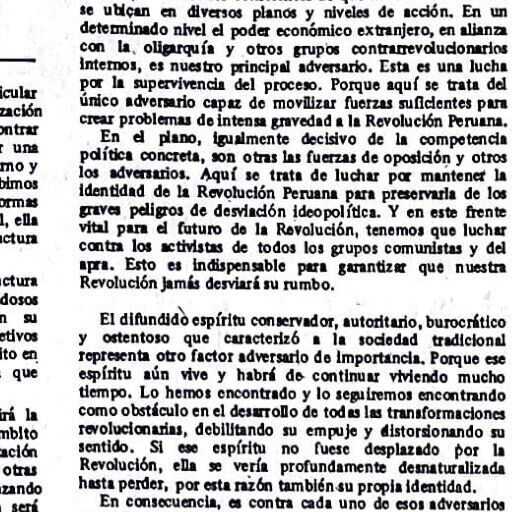 icular
zación
ontrar
r una
rno y
bimos
ormas
l, ella
uctura
uctura
dosos
n su
etivos
ito en
que
irá la
mbito
ación
otras
zando
será
se ubican en diversos planos y niveles de acción. En un
determinado nivel el poder económico extranjero, en alianza
con la oligarquía y otros grupos contrarrevolucionarios
internos, es nuestro principal adversario. Esta es una lucha
por la supervivencia del proceso. Porque aquí se trata del
único adversario capaz de movilizar fuerzas suficientes para
crear problemas de intensa gravedad a la Revolución Peruana.
En el plano, igualmente decisivo de la competencia
política concreta, son otras las fuerzas de oposición y otros
los adversarios. Aquí se trata de luchar por mantener la
identidad de la Revolución Peruana para preservarla de los
graves peligros de desviación ideopolítica. Y en este frente
vital para el futuro de la Revolución, tenemos que luchar
contra los activistas de todos los grupos comunistas y del
apra. Esto es indispensable para garantizar que nuestra
Revolución jamás desviará su rumbo.
El difundido espíritu conservador, autoritario, burocrático
y ostentoso que caracterizó a la sociedad tradicional
representa otro factor adversario de importancia. Porque ese
espíritu aún vive y habrá de continuar viviendo mucho
tiempo. Lo hemos encontrado y lo seguiremos encontrando
como obstáculo en el desarrollo de todas las transformaciones
revolucionarias, debilitando su empuje y distorsionando su
sentido. Si ese espíritu no fuese desplazado por la
Revolución, ella se vería profundamente desnaturalizada
hasta perder, por esta razón también su propia identidad.
En consecuencia, es contra cada uno de esos adversarios